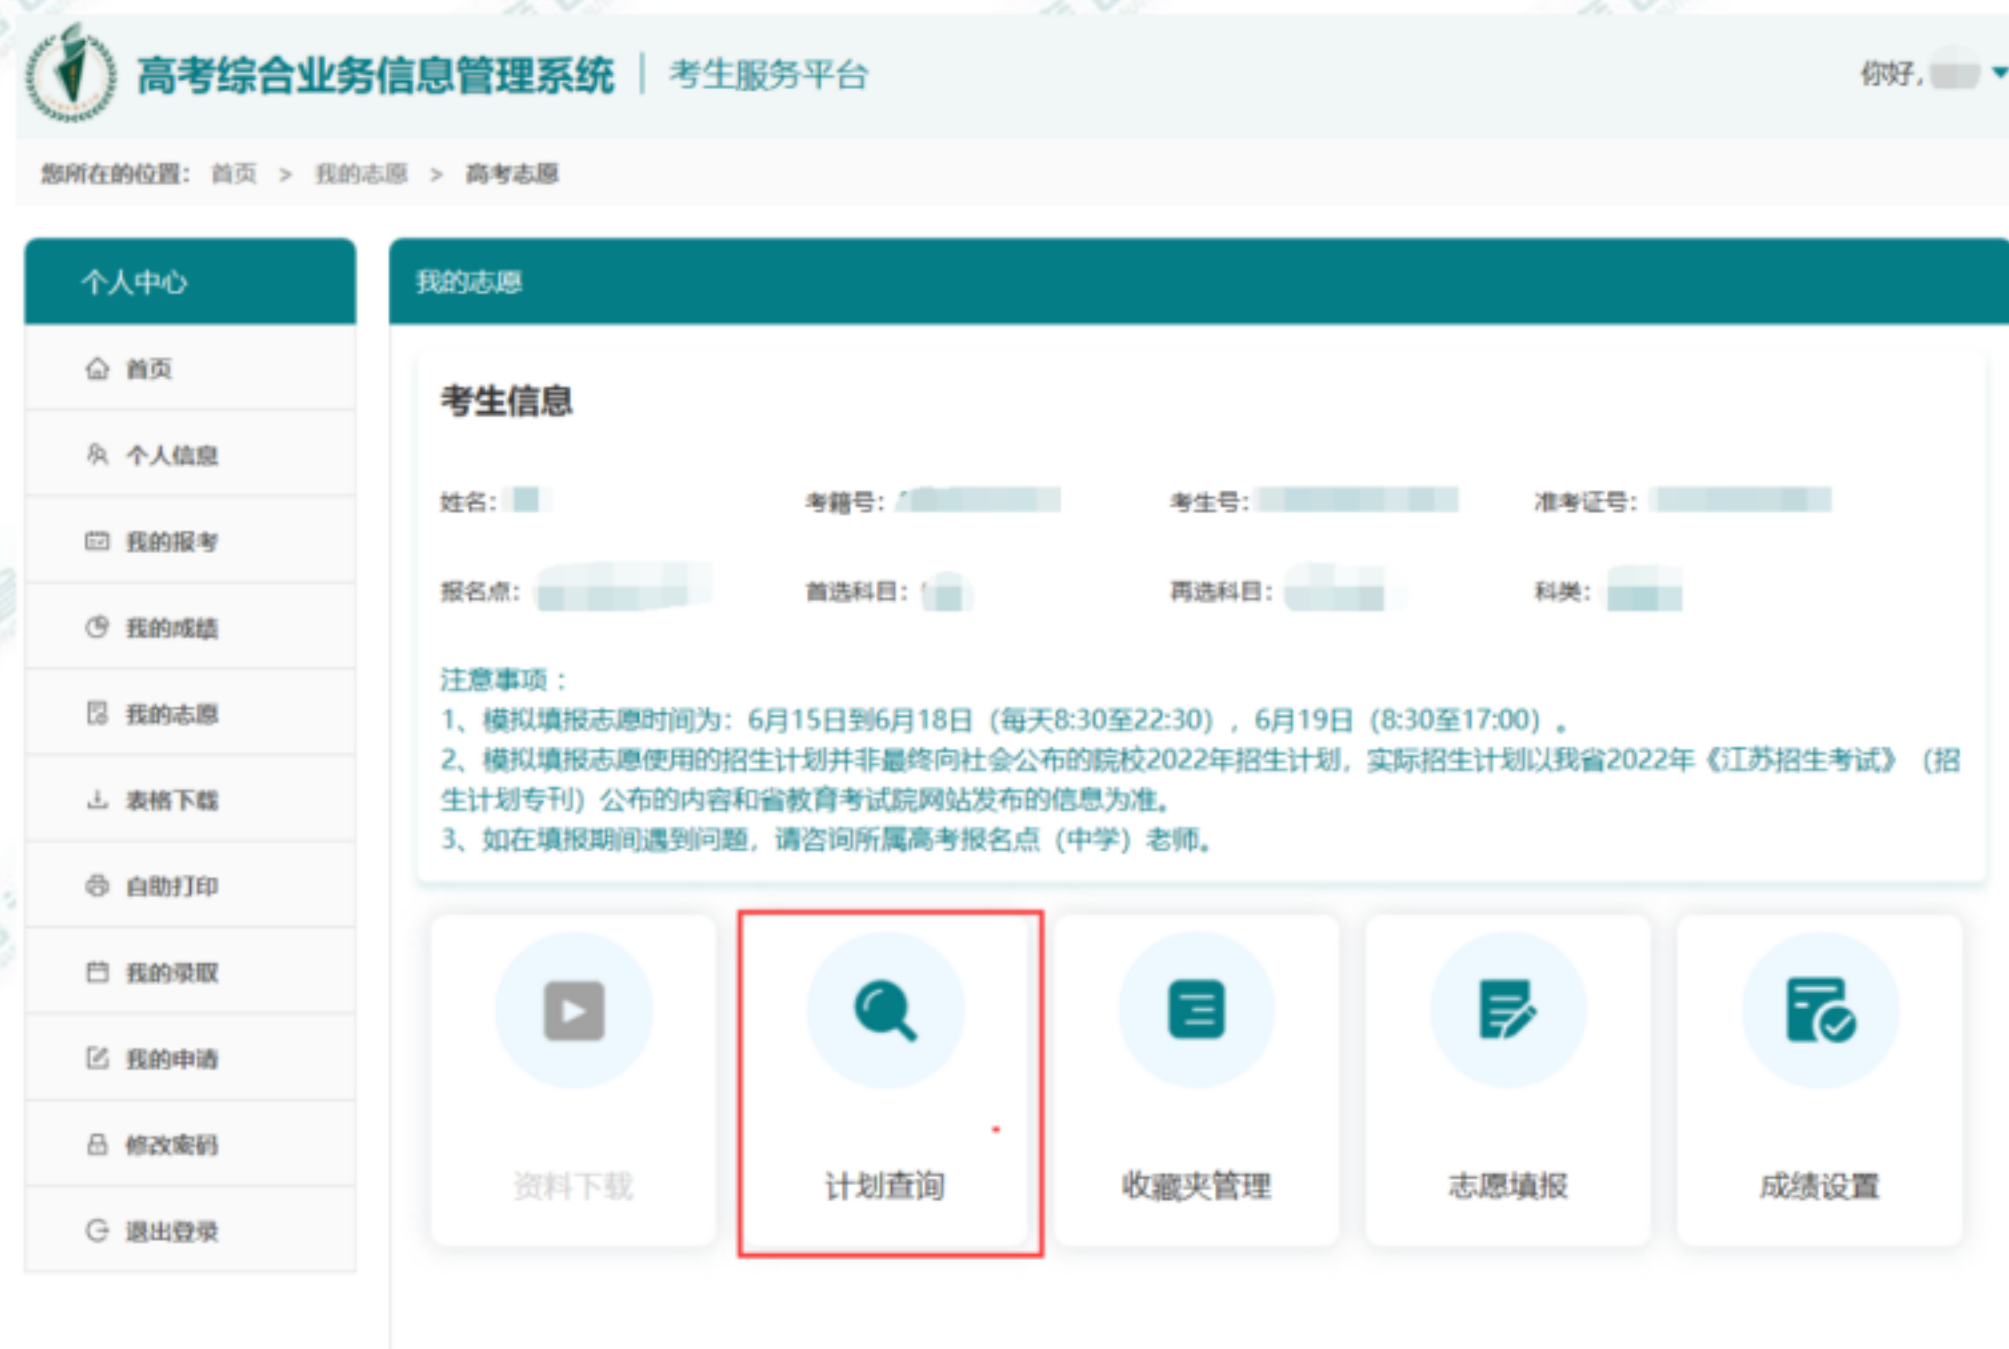 高考综合业务信息管理系统 | 考生服务平台
你好,
您所在的位置： 首页 > 我的志愿 > 高考志愿
个人中心
首页
个人信息
我的报考
我的成绩
我的志愿
表格下载
自助打印
我的录取
我的申请
修改密码
退出登录
我的志愿
考生信息
姓名： 考籍号： 考生号： 准考证号：
报名点： 首选科目： 再选科目： 科类：
注意事项：
1、模拟填报志愿时间为：6月15日到6月18日（每天8:30至22:30），6月19日（8:30至17:00）。
2、模拟填报志愿使用的招生计划并非最终向社会公布的院校2022年招生计划，实际招生计划以我省2022年《江苏招生考试》（招
生计划专刊）公布的内容和省教育考试院网站发布的信息为准。
3、如在填报期间遇到问题，请咨询所属高考报名点（中学）老师。
资料下载
计划查询
收藏夹管理
志愿填报
成绩设置